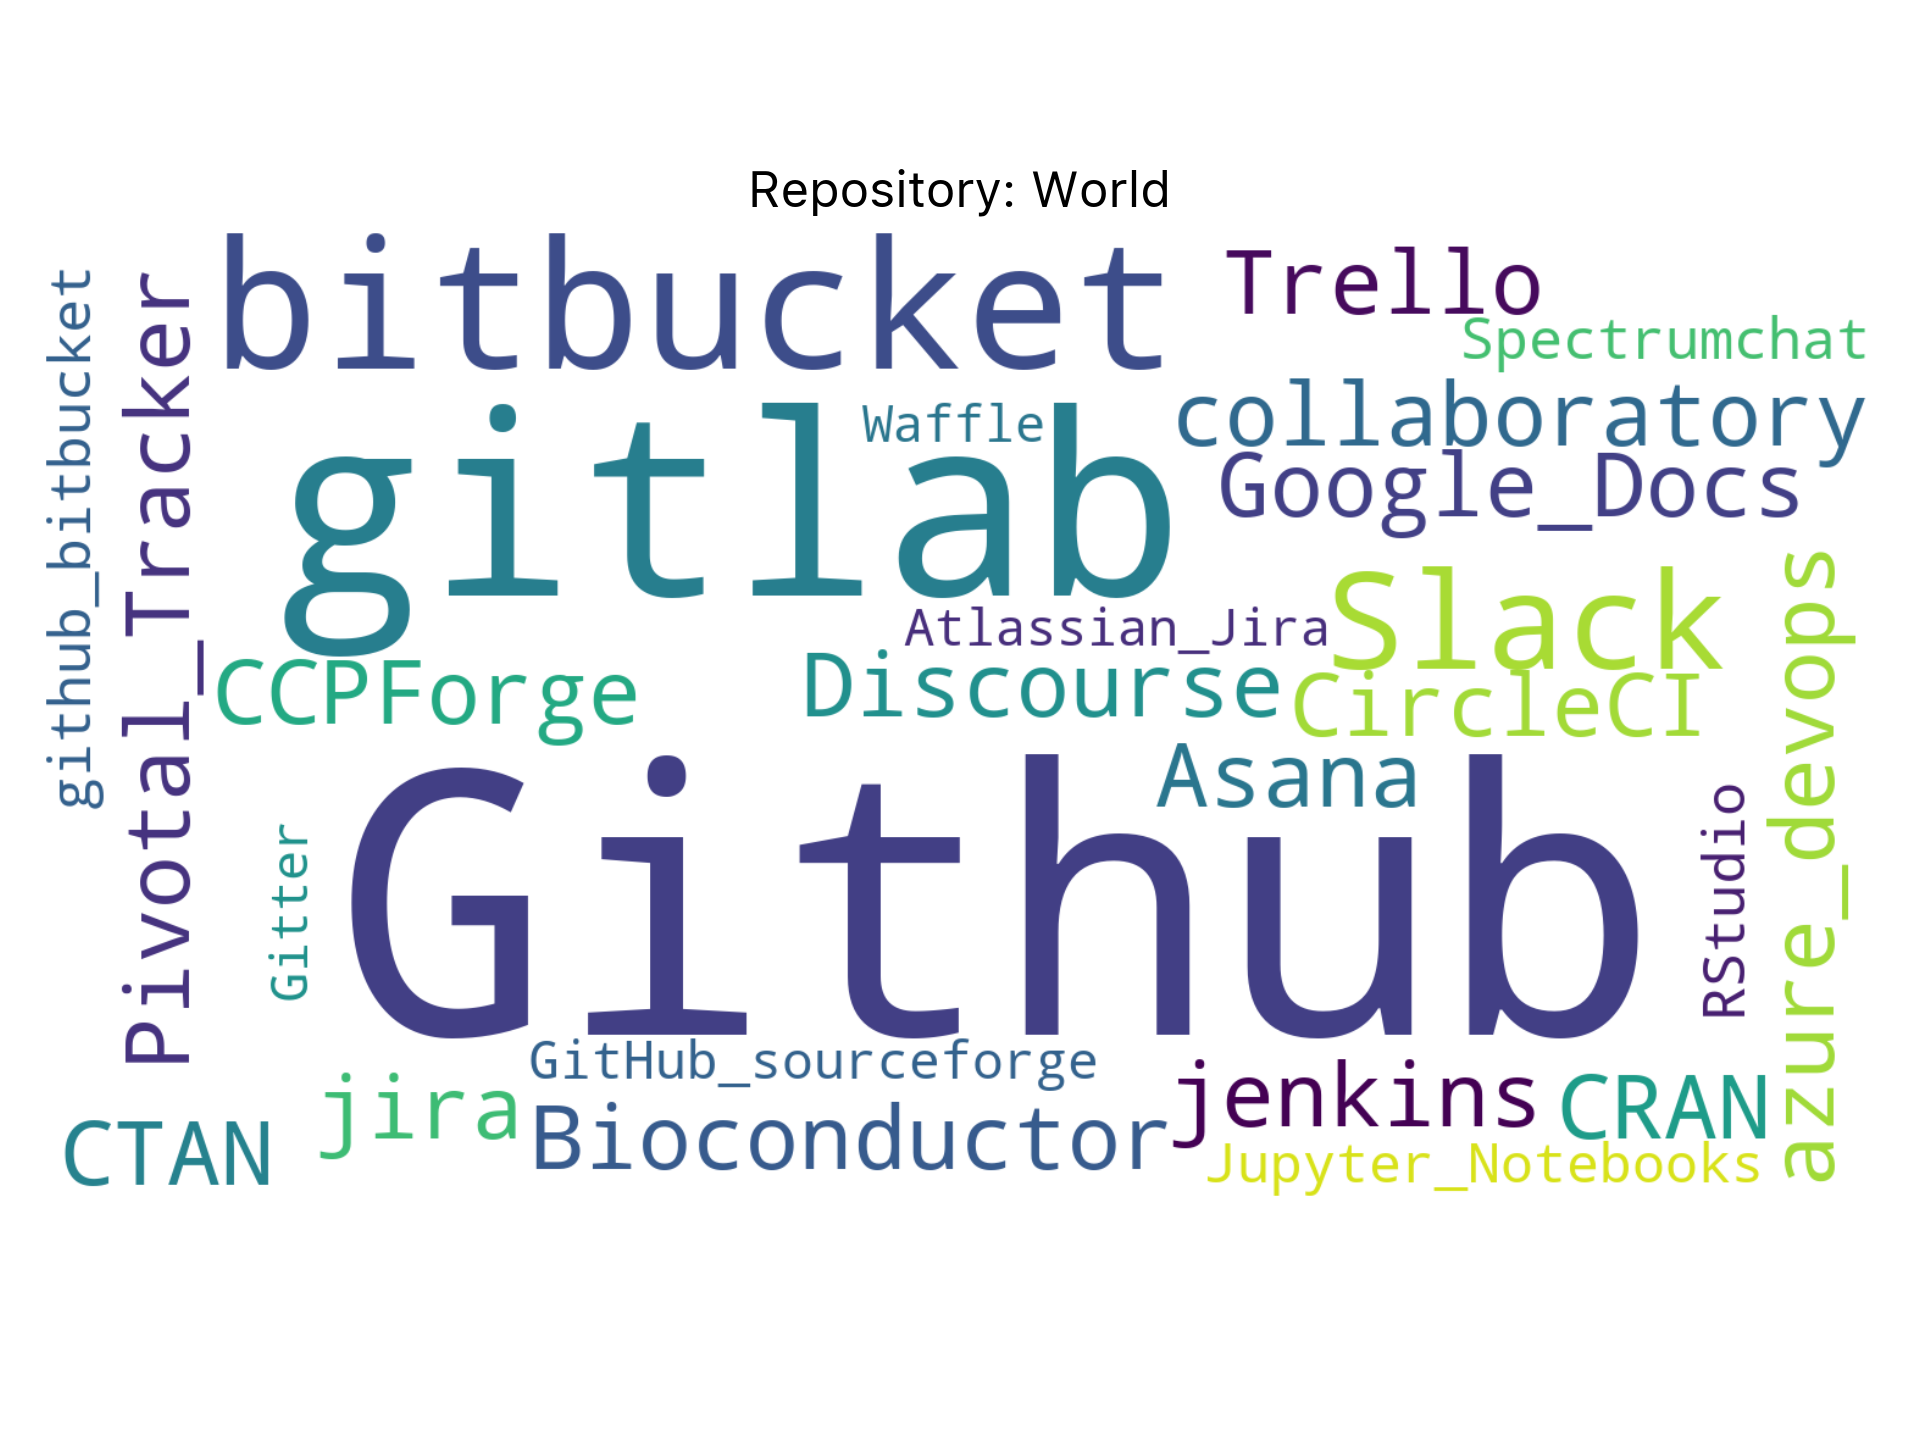 Repository: World
bitbucket
Trello
Spectrumchat
github_bitbucket
Pivotal_Tracker
gitlab
Waffle
collaboratory
Google_Docs
Atlassian_Jira
Slack
CCPForge
Discourse
CircleCI
azure_devops
Asana
Github
Gitter
RStudio
GitHub_sourceforge
jira
jenkins
CRAN
CTAN
Bioconductor
Jupyter_Notebooks